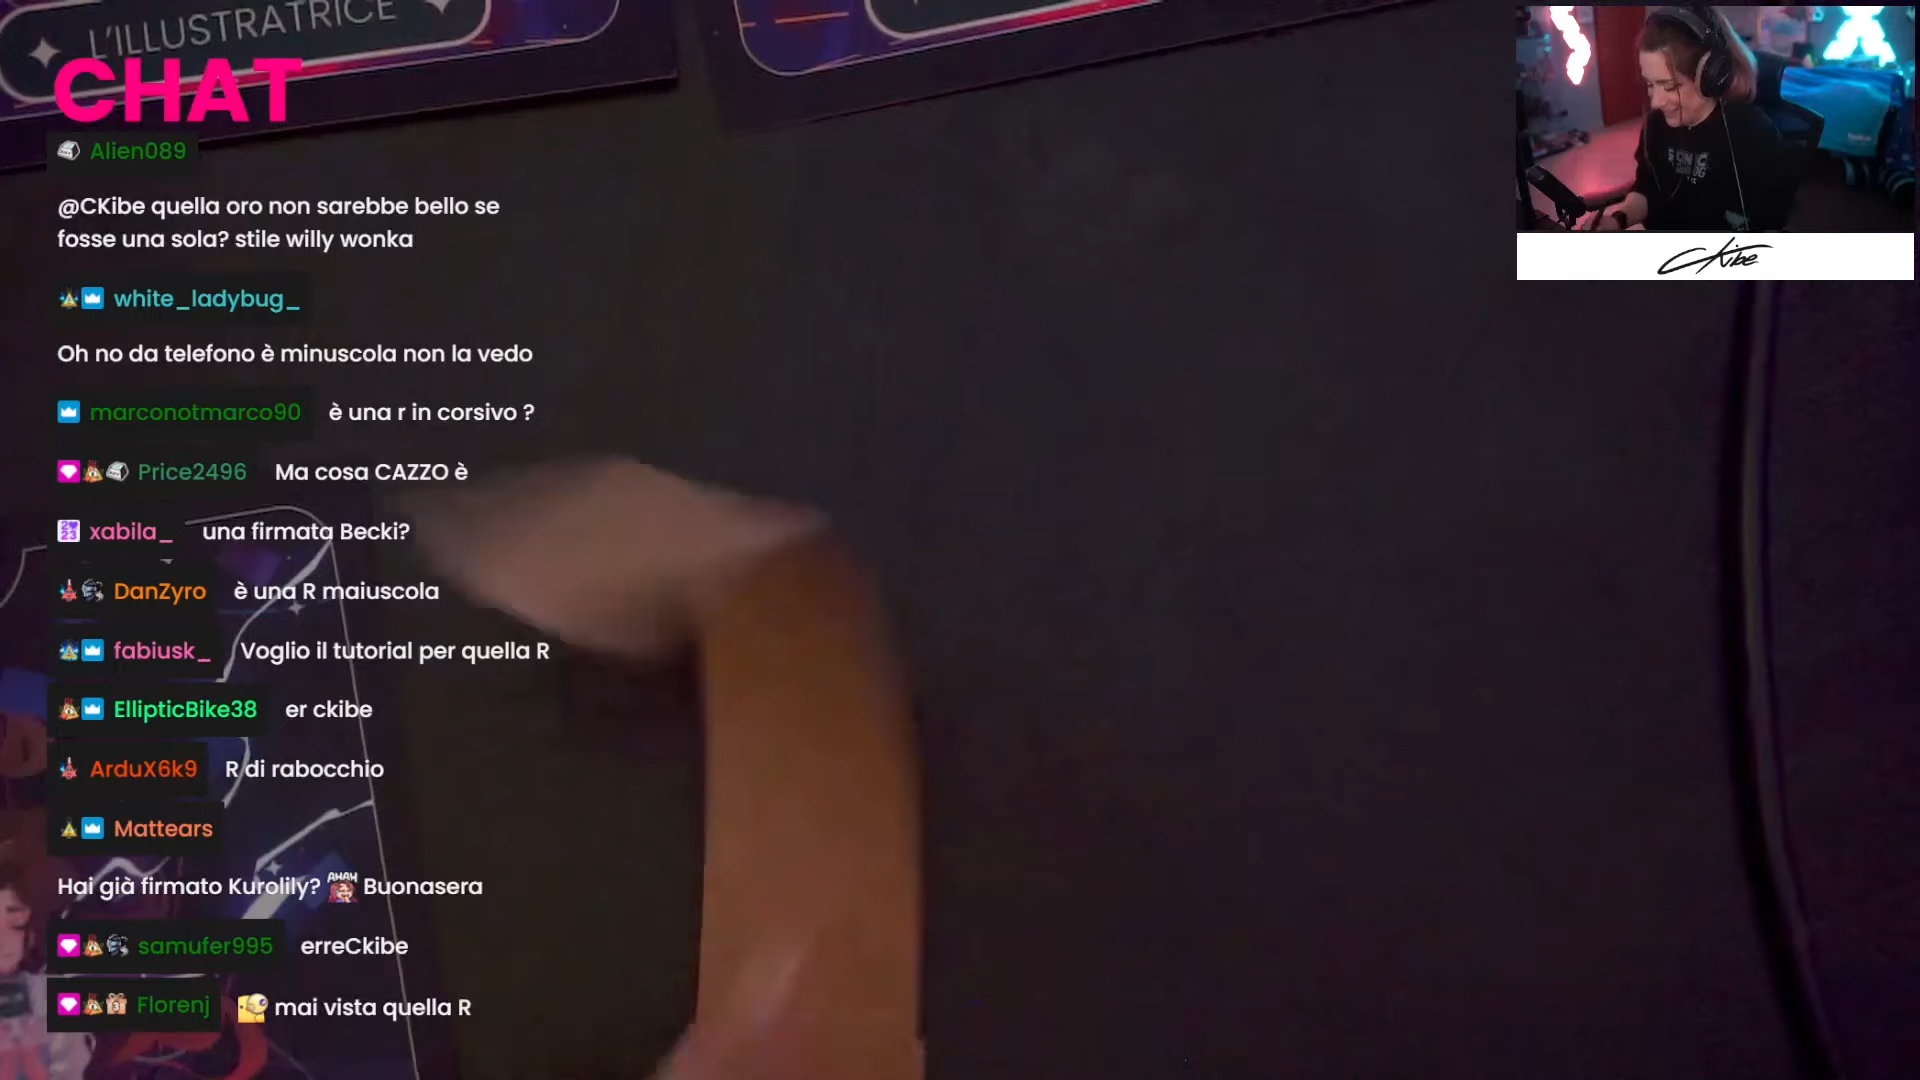 L'ILLUSTRATRICE
CHAT
Alien089
@CKibe quella oro non sarebbe bello se
fosse una sola? stile willy wonka
white_ladybug_
Oh no da telefono è minuscola non la vedo
marconotmarco90 è una r in corsivo ?
Price2496 Ma cosa CAZZO è
xabila_ una firmata Becki?
DanZyro è una R maiuscola
fabiusk_ Voglio il tutorial per quella R
EllipticBike38 er ckibe
ArduX6k9 R di rabocchio
Mattears
Hai già firmato Kurolily? Buonasera
samufer995 erreCkibe
Florenj mai vista quella R
Ckibe
SONIC